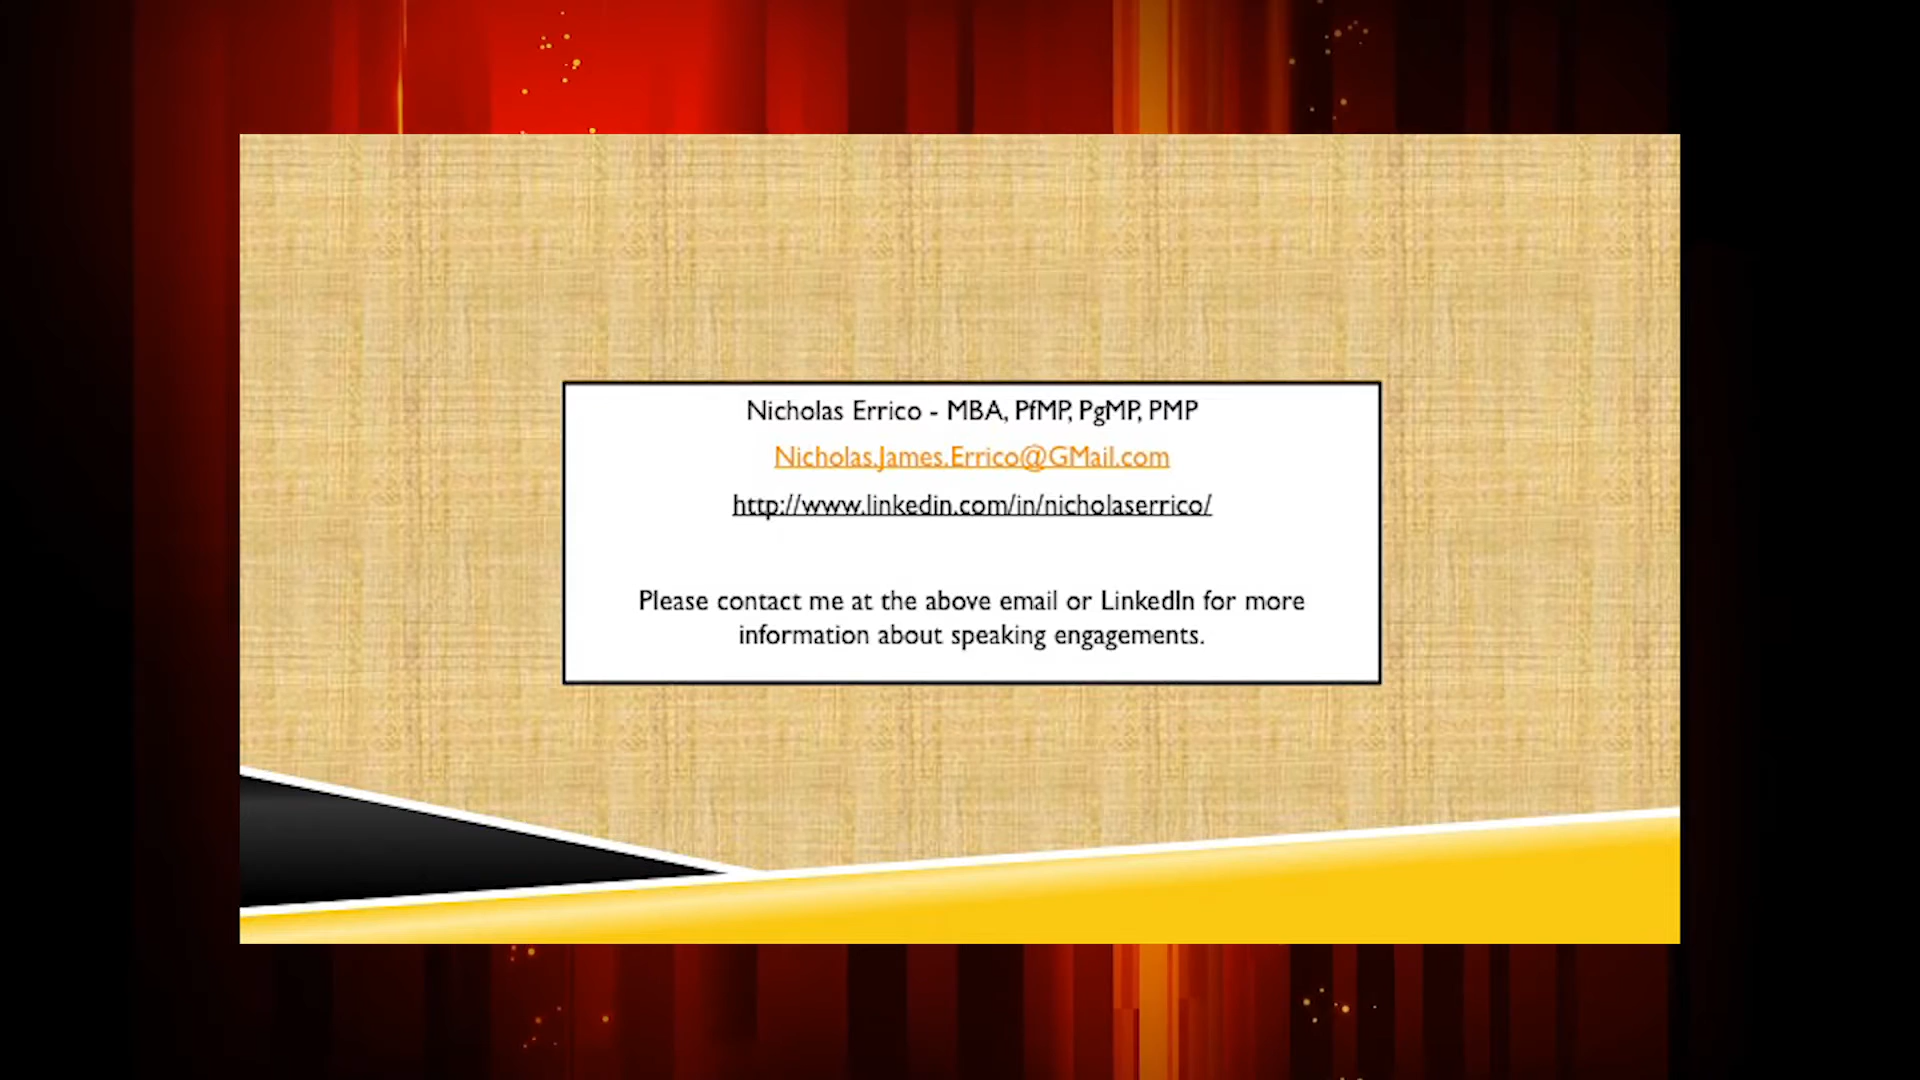 Nicholas Errico - MBA, PfMP, PgMP, PMP
Nicholas.James.Errico@GMail.com
http://www.linkedin.com/in/nicholaserrico/
Please contact me at the above email or LinkedIn for more
information about speaking engagements.